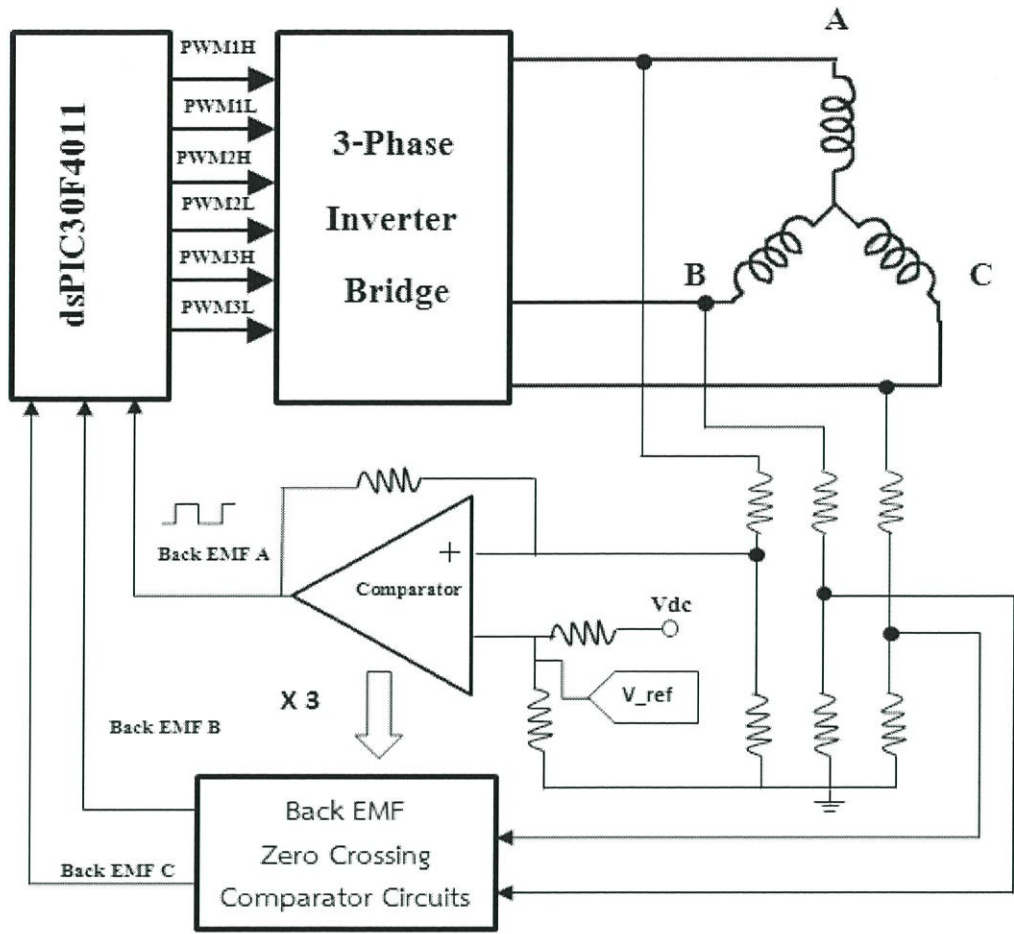 A
PWM1H
PWM1L
PWM2H
PWM2L
PWM3H
PWM3L
dsPIC30F4011
3-Phase
Inverter
Bridge
B
C
Back EMF A
+
Comparator
Vdc
V_ref
X 3
Back EMF B
Back EMF C
Back EMF
Zero Crossing
Comparator Circuits